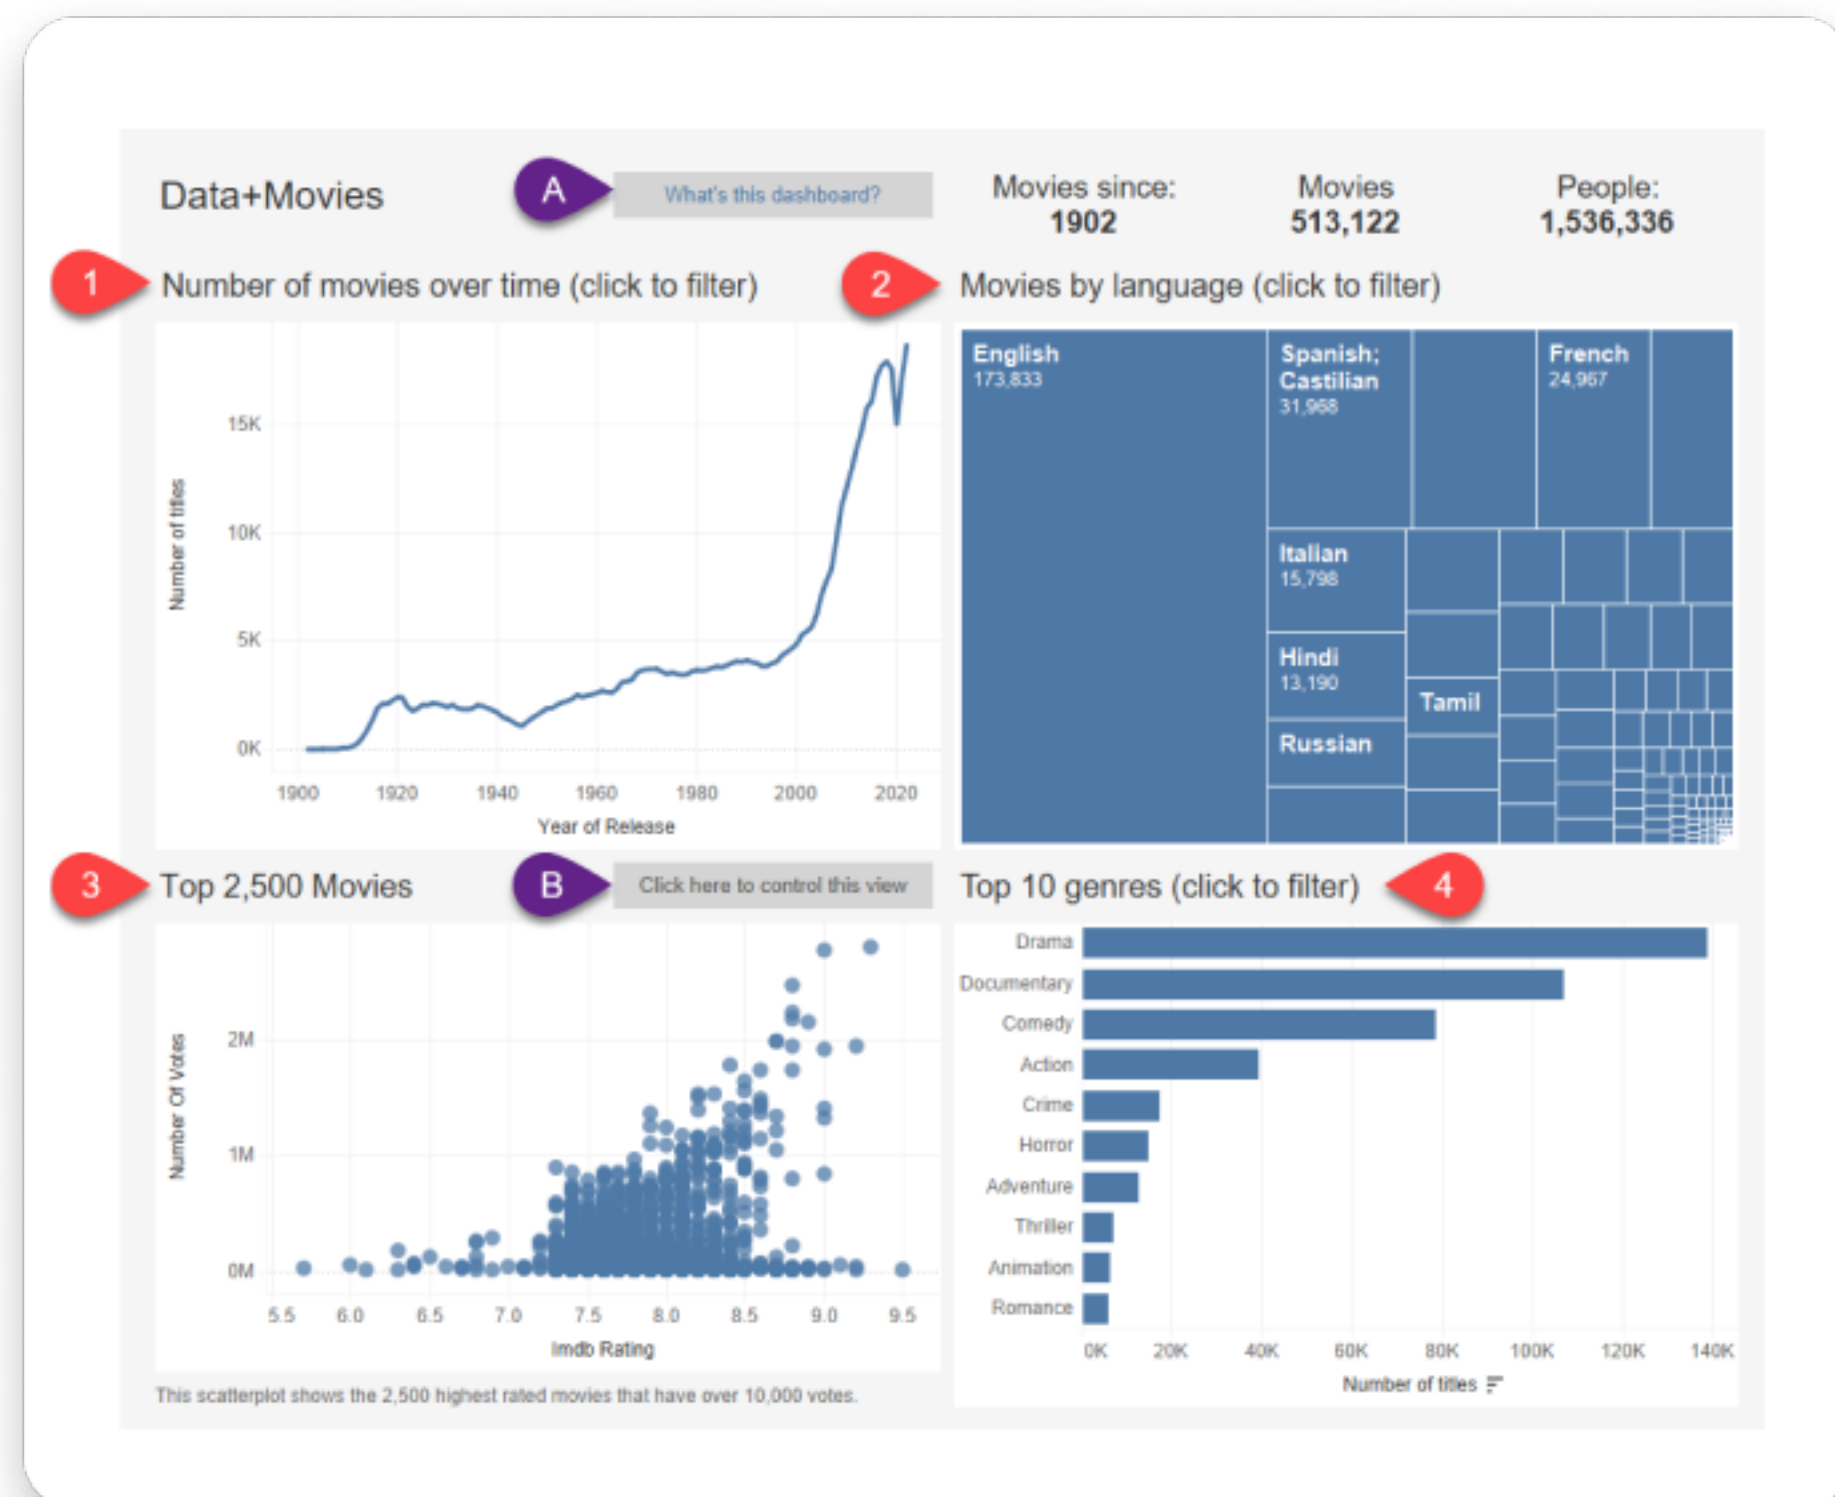 Data+Movies
A
What's this dashboard?
Movies since:
1902
Movies
513,122
People:
1,536,336
1
Number of movies over time (click to filter)
2
Movies by language (click to filter)
Number of titles
15K
10K
5K
0K
1900
1920
1940
1960
1980
2000
2020
Year of Release
English
173,833
Spanish;
Castilian
31,968
French
24,967
Italian
15,798
Hindi
13,190
Tamil
Russian
3
Top 2,500 Movies
B
Click here to control this view
Top 10 genres (click to filter)
4
Number Of Votes
2M
1M
0M
5.5
6.0
6.5
7.0
7.5
8.0
8.5
9.0
9.5
Imdb Rating
This scatterplot shows the 2,500 highest rated movies that have over 10,000 votes.
Drama
Documentary
Comedy
Action
Crime
Horror
Adventure
Thriller
Animation
Romance
0K
20K
40K
60K
80K
100K
120K
140K
Number of titles